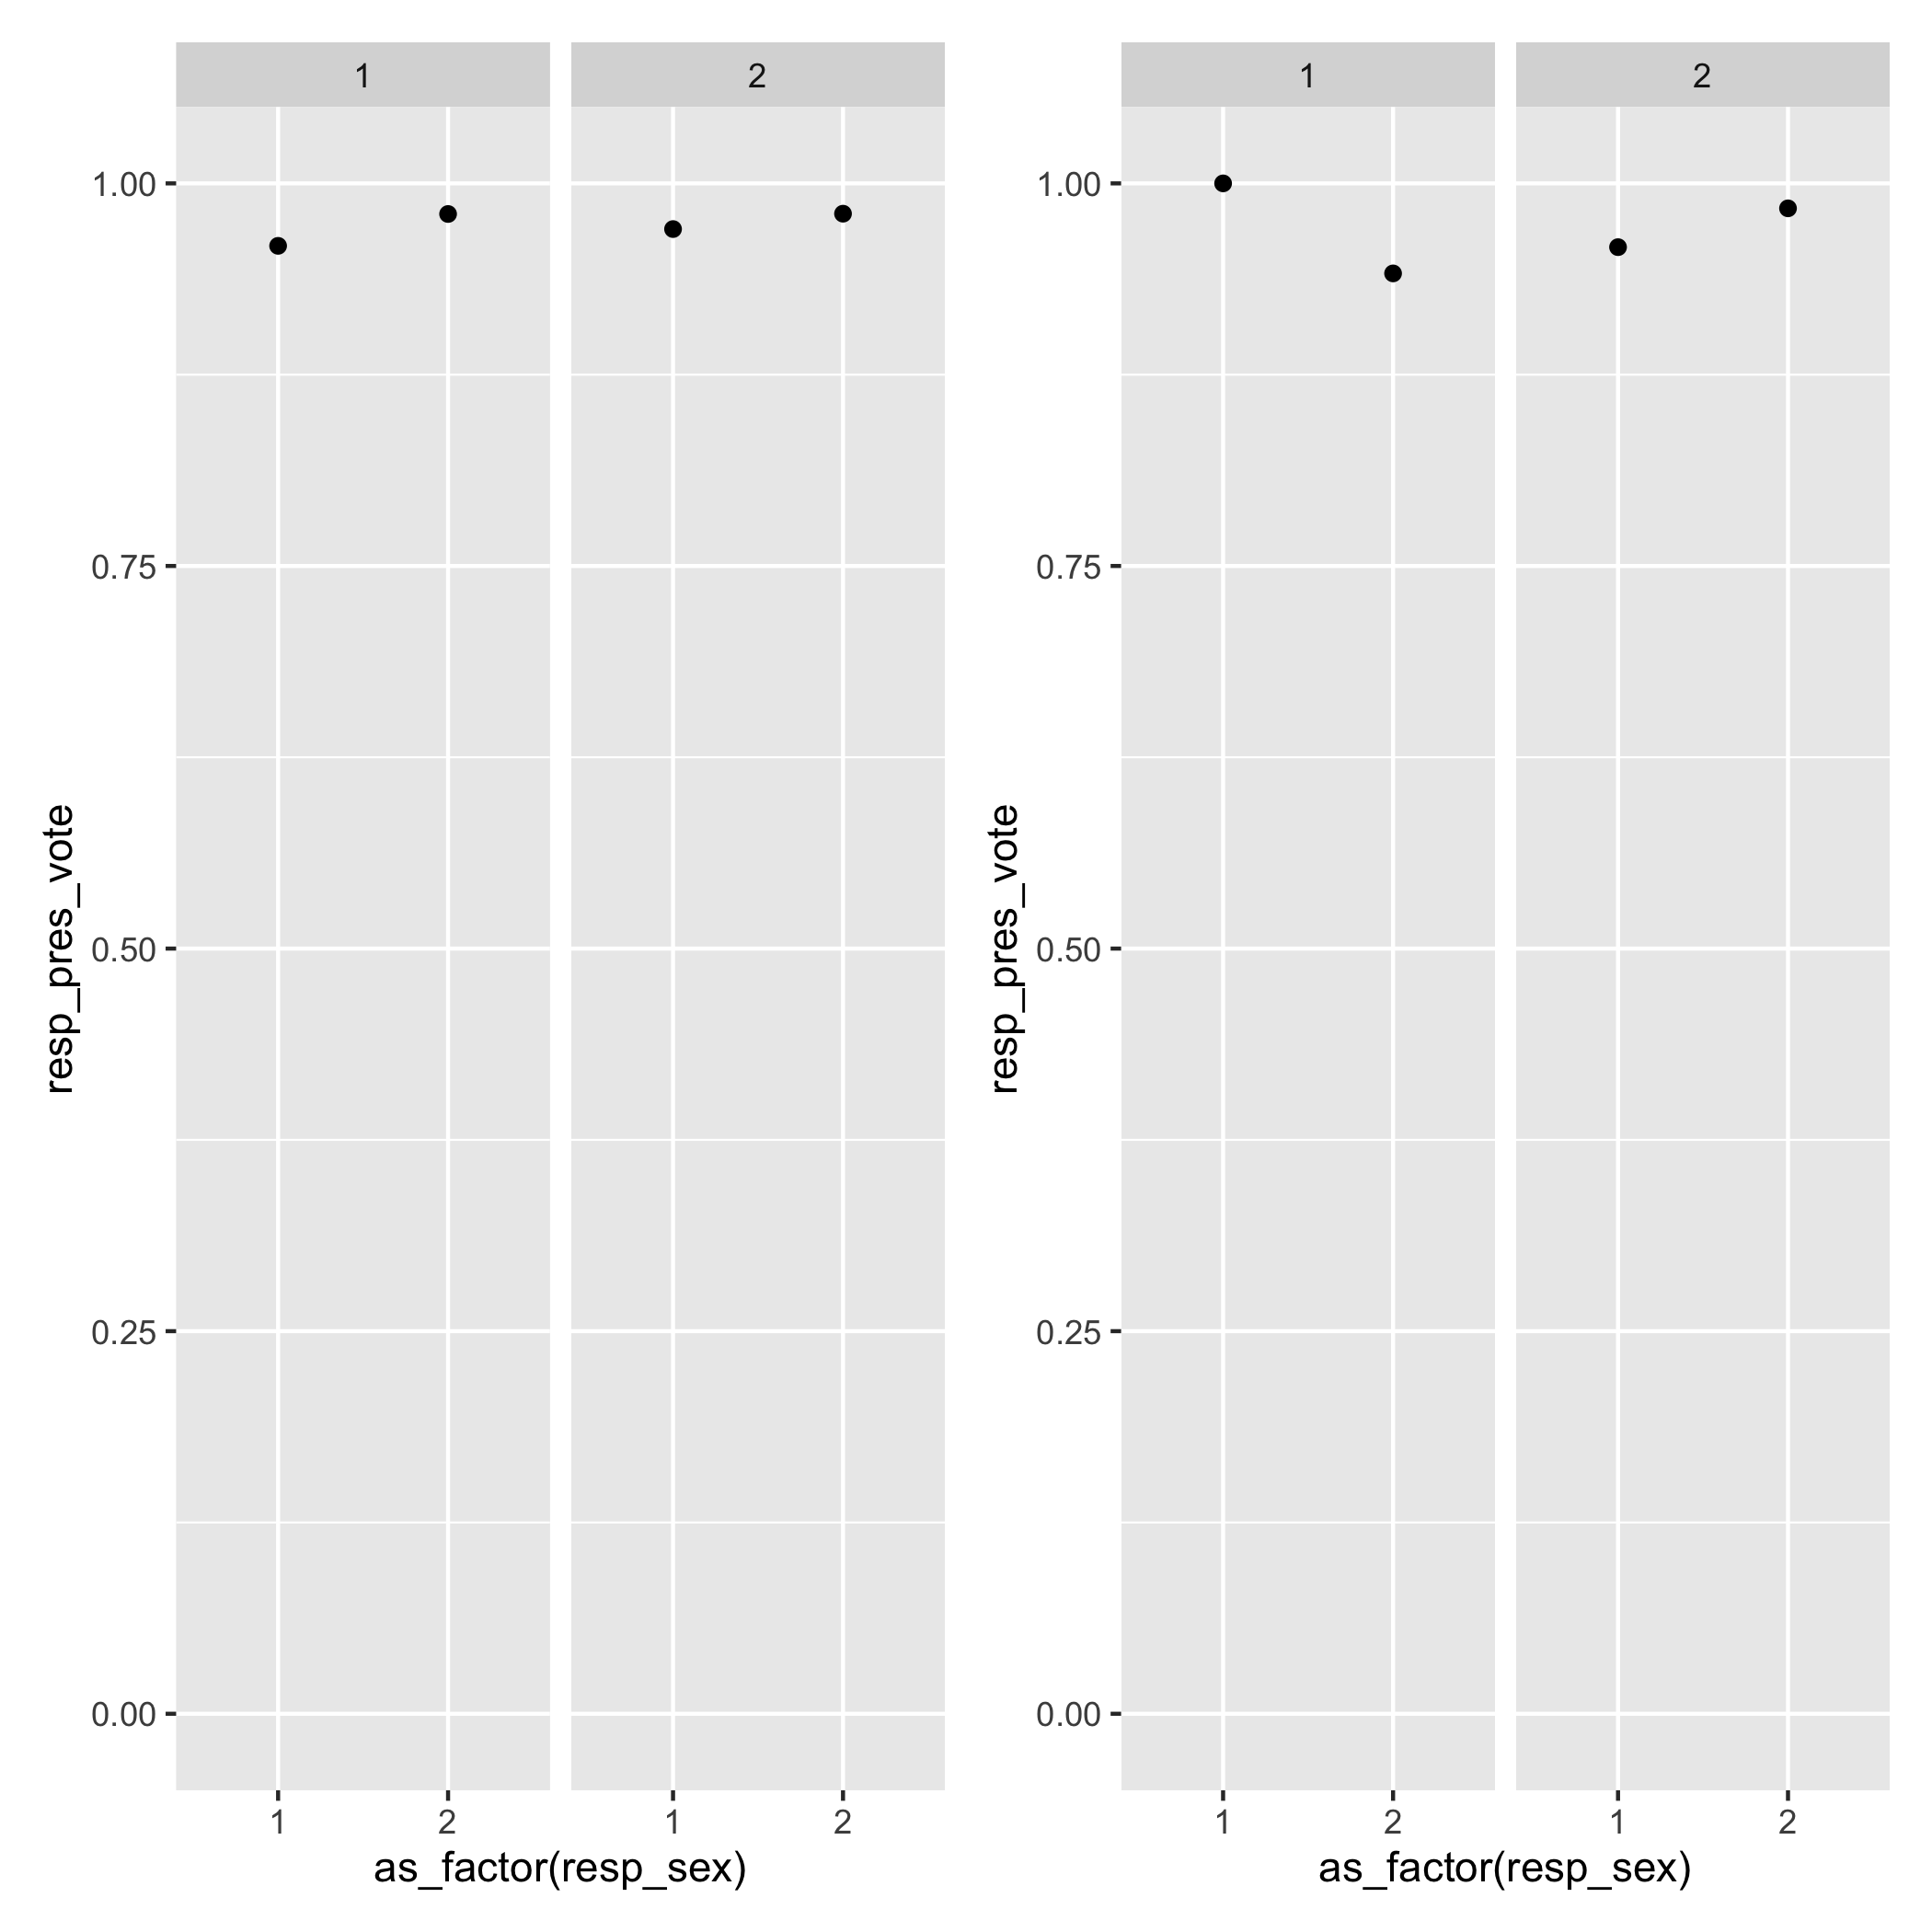 1 2
1.00
0.75
0.50
0.25
0.00
resp_pres_vote
1 2 1 2
as_factor(resp_sex)
1 2
1.00
0.75
0.50
0.25
0.00
resp_pres_vote
1 2 1 2
as_factor(resp_sex)